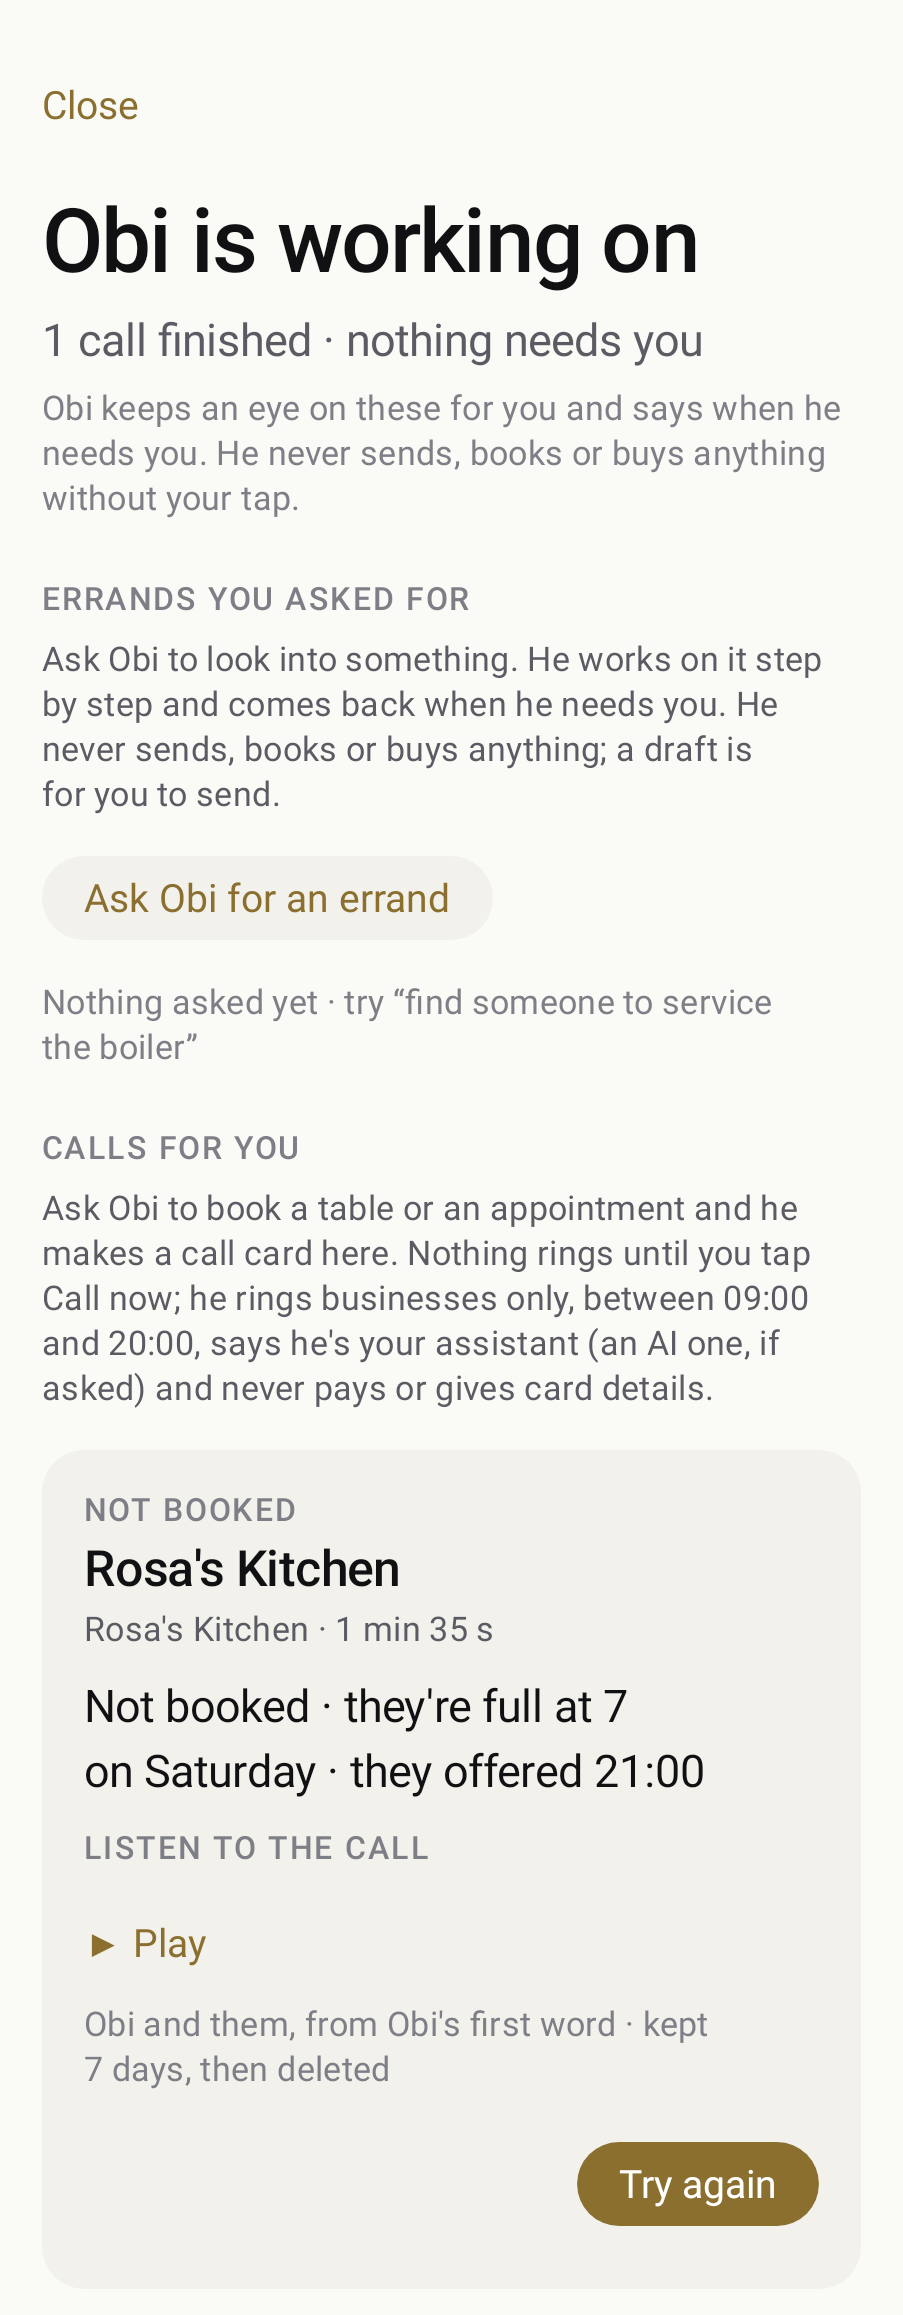 Close
Obi is working on
1 call finished · nothing needs you
Obi keeps an eye on these for you and says when he
needs you. He never sends, books or buys anything
without your tap.
ERRANDS YOU ASKED FOR
Ask Obi to look into something. He works on it step
by step and comes back when he needs you. He
never sends, books or buys anything; a draft is
for you to send.
Ask Obi for an errand
Nothing asked yet · try “find someone to service
the boiler”
CALLS FOR YOU
Ask Obi to book a table or an appointment and he
makes a call card here. Nothing rings until you tap
Call now; he rings businesses only, between 09:00
and 20:00, says he's your assistant (an AI one, if
asked) and never pays or gives card details.
NOT BOOKED
Rosa's Kitchen
Rosa's Kitchen · 1 min 35 s
Not booked · they're full at 7
on Saturday · they offered 21:00
LISTEN TO THE CALL
► Play
Obi and them, from Obi's first word · kept
7 days, then deleted
Try again